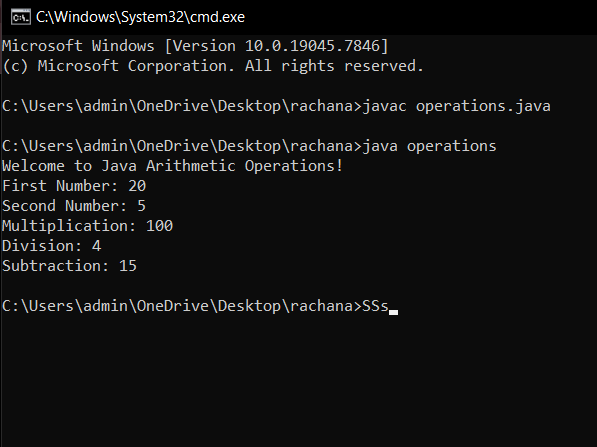 C:\Windows\System32\cmd.exe
Microsoft Windows [Version 10.0.19045.7846]
(c) Microsoft Corporation. All rights reserved.
C:\Users\admin\OneDrive\Desktop\rachana>javac operations.java
C:\Users\admin\OneDrive\Desktop\rachana>java operations
Welcome to Java Arithmetic Operations!
First Number: 20
Second Number: 5
Multiplication: 100
Division: 4
Subtraction: 15
C:\Users\admin\OneDrive\Desktop\rachana>SSs